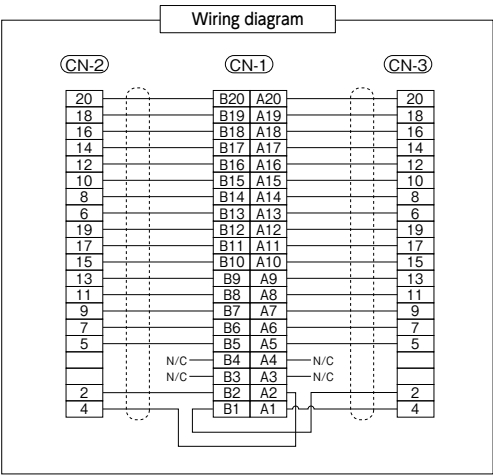 Wiring diagram
CN-2 CN-1 CN-3
20 B20 A20 20
18 B19 A19 18
16 B18 A18 16
14 B17 A17 14
12 B16 A16 12
10 B15 A15 10
8 B14 A14 8
6 B13 A13 6
19 B12 A12 19
17 B11 A11 17
15 B10 A10 15
13 B9 A9 13
11 B8 A8 11
9 B7 A7 9
7 B6 A6 7
5 B5 A5 5
N/C B4 A4 N/C
N/C B3 A3 N/C
2 B2 A2 2
4 B1 A1 4